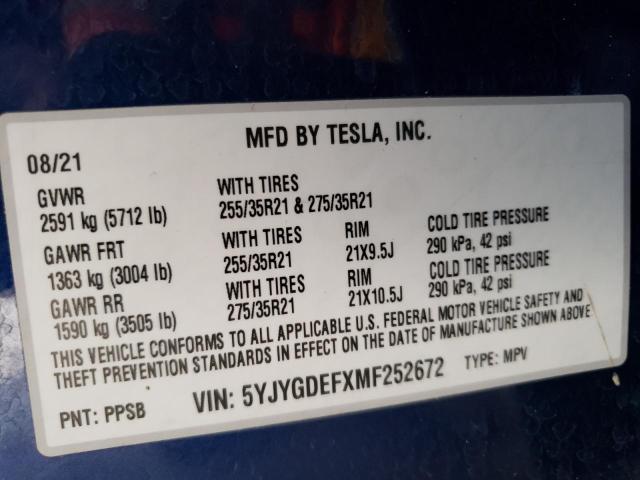 MFD BY TESLA, INC.
08/21
GVWR WITH TIRES
2591 kg (5712 lb) 255/35R21 & 275/35R21
GAWR FRT WITH TIRES RIM COLD TIRE PRESSURE
1363 kg (3004 lb) 255/35R21 21X9.5J 290 kPa, 42 psi
GAWR RR WITH TIRES RIM COLD TIRE PRESSURE
1590 kg (3505 lb) 275/35R21 21X10.5J 290 kPa, 42 psi
THIS VEHICLE CONFORMS TO ALL APPLICABLE U.S. FEDERAL MOTOR VEHICLE SAFETY AND
THEFT PREVENTION STANDARDS IN EFFECT ON THE DATE OF MANUFACTURE SHOWN ABOVE
PNT: PPSB VIN: 5YJYGDEFXMF252672 TYPE: MPV